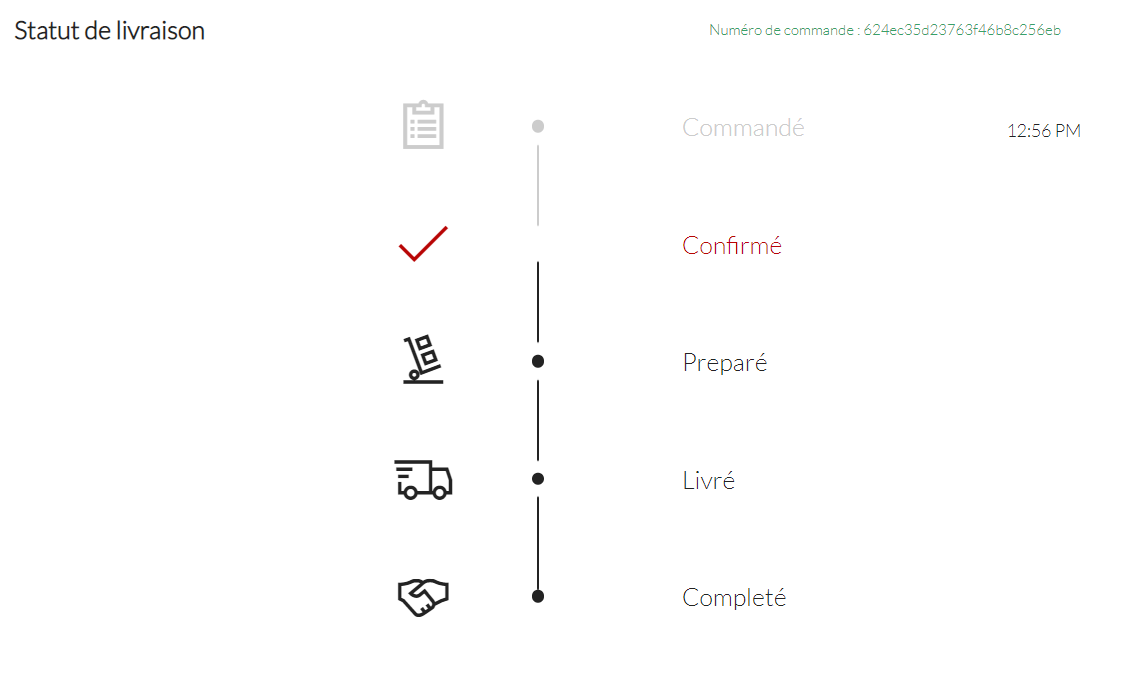 Statut de livraison
Numéro de commande : 624ec35d23763f46b8c256eb
Commandé
12:56 PM
Confirmé
Preparé
Livré
Completé